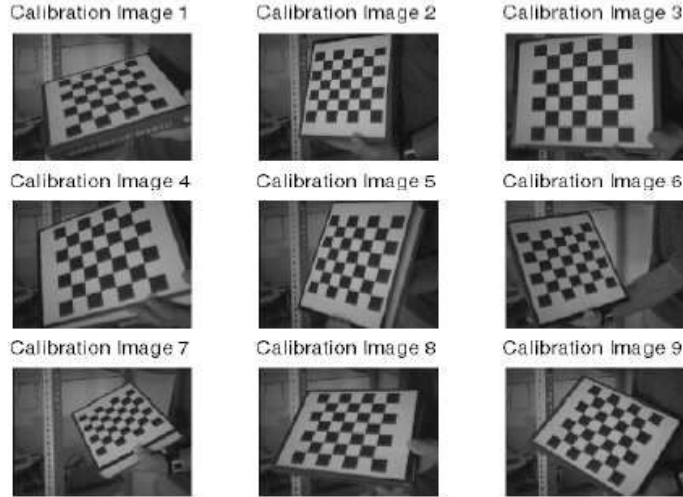 Calibration Image 1
Calibration Image 2
Calibration Image 3
Calibration Image 4
Calibration Image 5
Calibration Image 6
Calibration Image 7
Calibration Image 8
Calibration Image 9